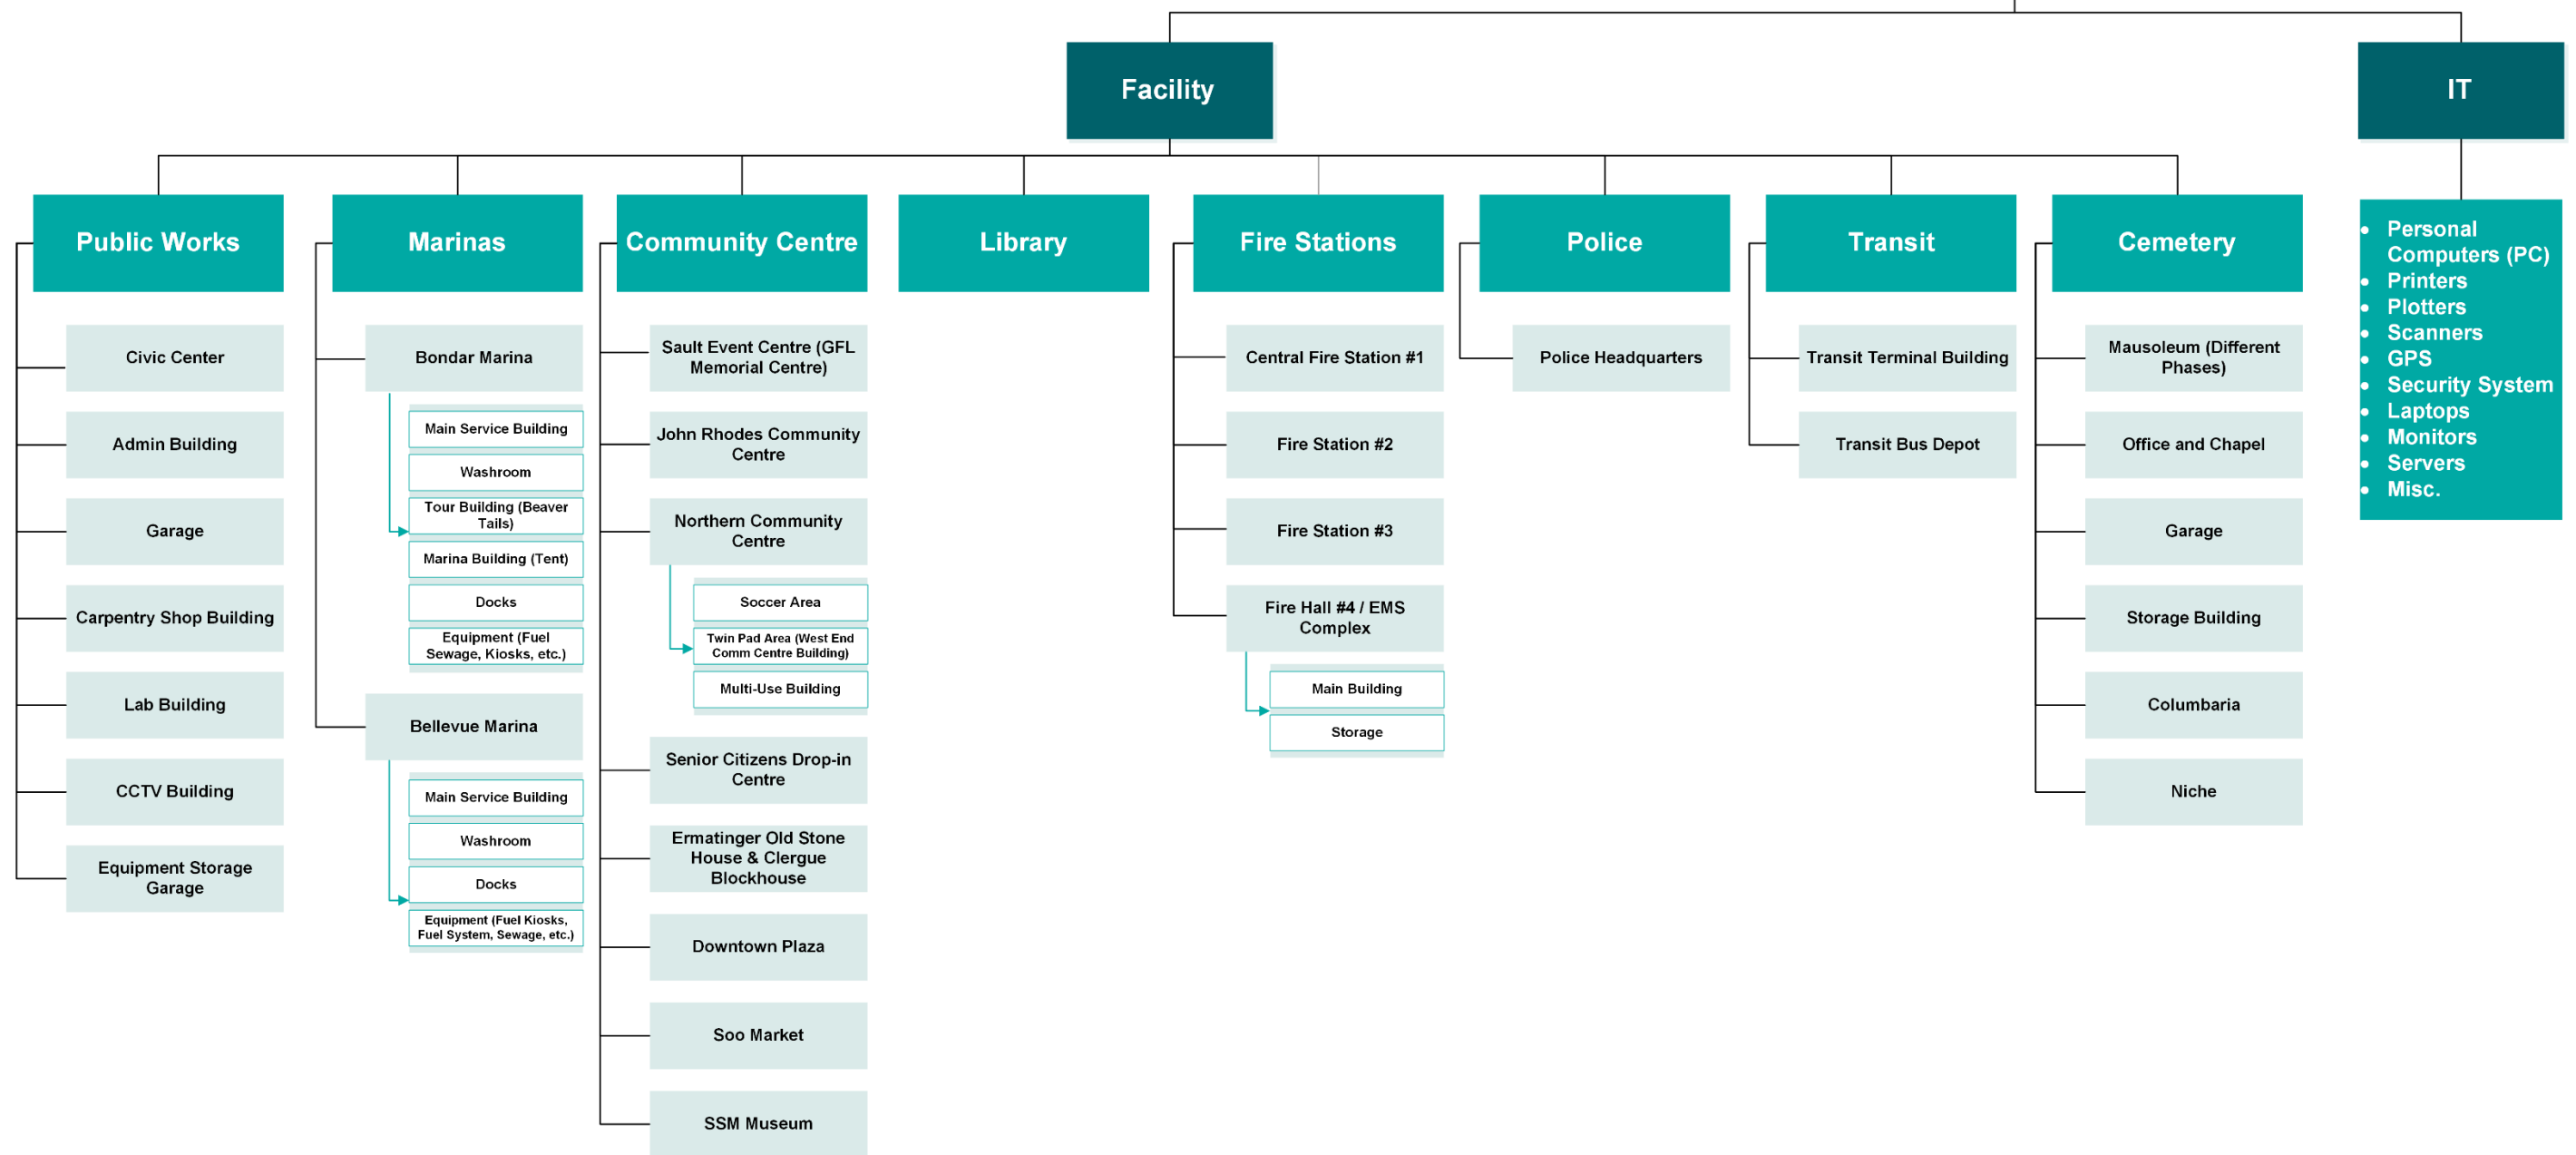 Facility
IT
Public Works
Marinas
Community Centre
Library
Fire Stations
Police
Transit
Cemetery
Civic Center
Admin Building
Garage
Carpentry Shop Building
Lab Building
CCTV Building
Equipment Storage
Garage
Bondar Marina
Main Service Building
Washroom
Tour Building (Beaver
Tails)
Marina Building (Tent)
Docks
Equipment (Fuel
Sewage, Kiosks, etc.)
Bellevue Marina
Main Service Building
Washroom
Docks
Equipment (Fuel Kiosks,
Fuel System, Sewage, etc.)
Sault Event Centre (GFL
Memorial Centre)
John Rhodes Community
Centre
Northern Community
Centre
Soccer Area
Twin Pad Area (West End
Comm Centre Building)
Multi-Use Building
Senior Citizens Drop-in
Centre
Ermatinger Old Stone
House & Clergue
Blockhouse
Downtown Plaza
Soo Market
SSM Museum
Central Fire Station #1
Fire Station #2
Fire Station #3
Fire Hall #4 / EMS
Complex
Main Building
Storage
Police Headquarters
Transit Terminal Building
Transit Bus Depot
Mausoleum (Different
Phases)
Office and Chapel
Garage
Storage Building
Columbaria
Niche
• Personal
Computers (PC)
• Printers
• Plotters
• Scanners
• GPS
• Security System
• Laptops
• Monitors
• Servers
• Misc.